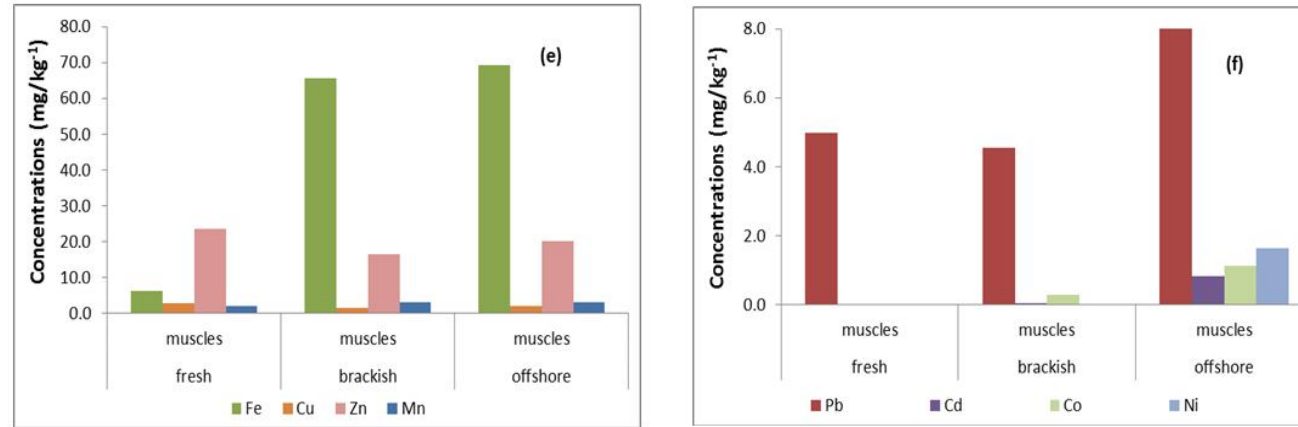 80.0
70.0
60.0
50.0
40.0
30.0
20.0
10.0
0.0
Concentrations (mg/kg⁻¹)
(e)
muscles muscles muscles
fresh brackish offshore
Fe Cu Zn Mn
8.0
6.0
4.0
2.0
0.0
Concentrations (mg/kg⁻¹)
(f)
muscles muscles muscles
fresh brackish offshore
Pb Cd Co Ni